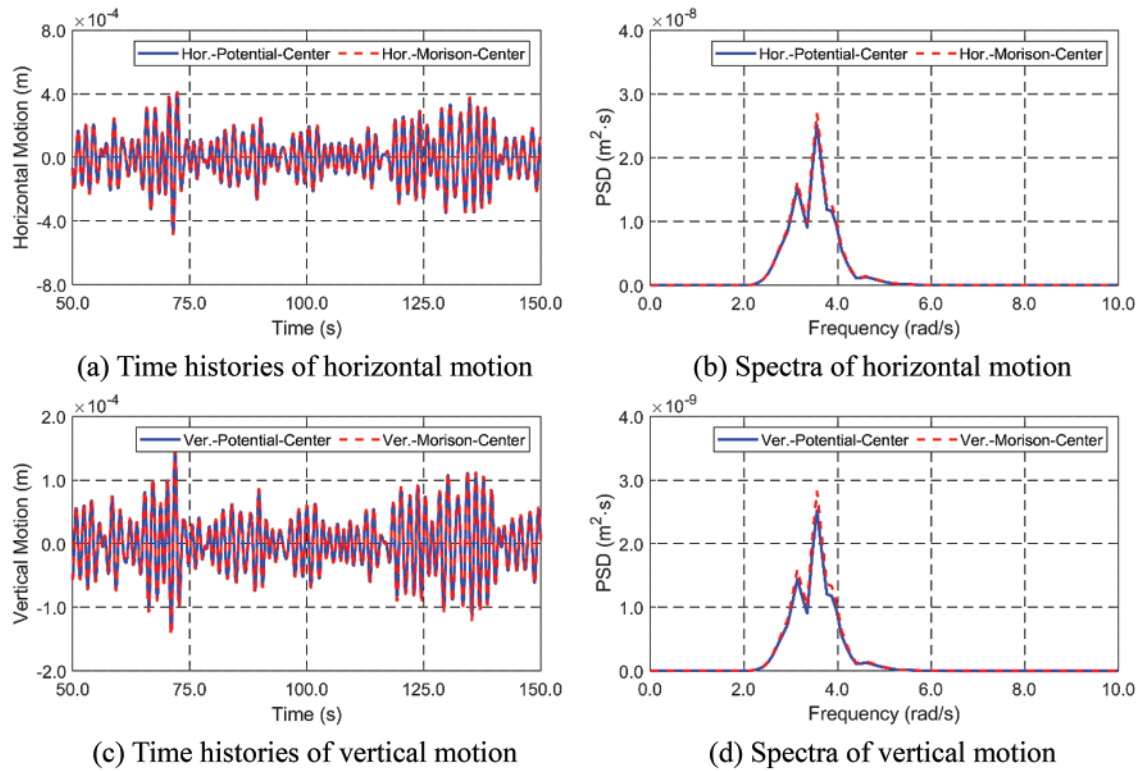 ×10⁻⁴
8.0
4.0
0.0
-4.0
-8.0
Horizontal Motion (m)
Hor.-Potential-Center Hor.-Morison-Center
50.0 75.0 100.0 125.0 150.0
Time (s)
(a) Time histories of horizontal motion
×10⁻⁸
4.0
3.0
2.0
1.0
0.0
PSD (m²·s)
Hor.-Potential-Center Hor.-Morison-Center
0.0 2.0 4.0 6.0 8.0 10.0
Frequency (rad/s)
(b) Spectra of horizontal motion
×10⁻⁴
2.0
1.0
0.0
-1.0
-2.0
Vertical Motion (m)
Ver.-Potential-Center Ver.-Morison-Center
50.0 75.0 100.0 125.0 150.0
Time (s)
(c) Time histories of vertical motion
×10⁻⁹
4.0
3.0
2.0
1.0
0.0
PSD (m²·s)
Ver.-Potential-Center Ver.-Morison-Center
0.0 2.0 4.0 6.0 8.0 10.0
Frequency (rad/s)
(d) Spectra of vertical motion